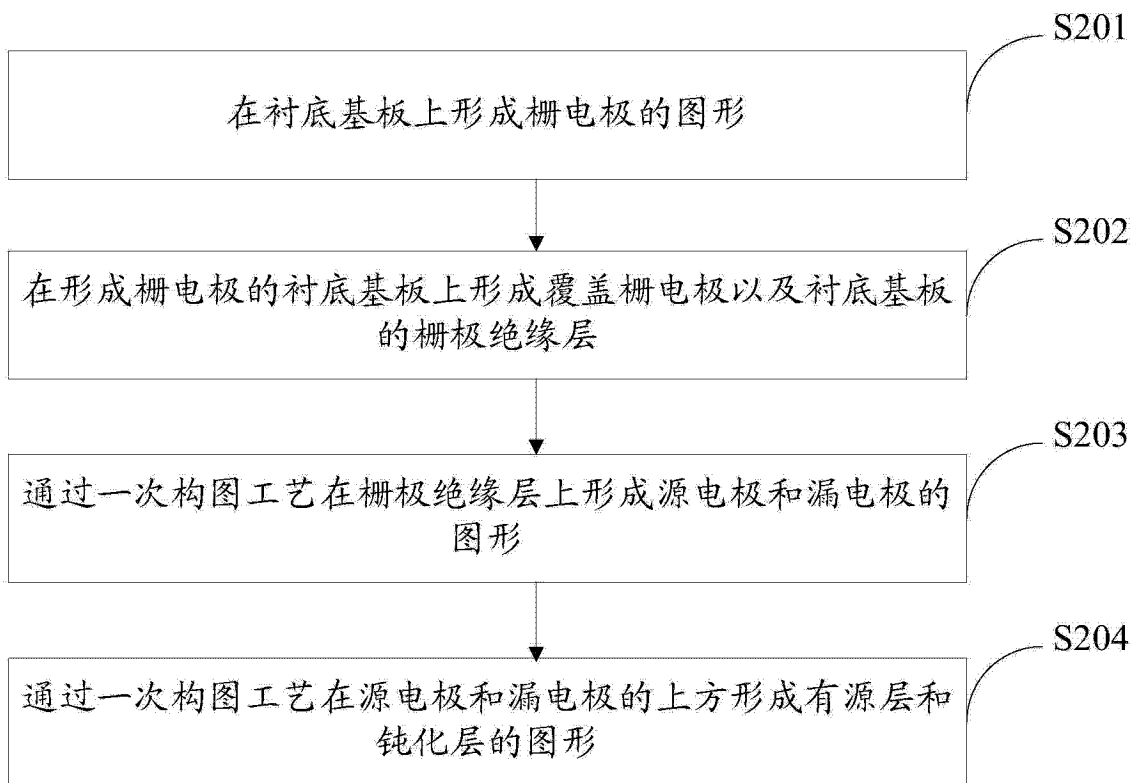 S201
在衬底基板上形成栅电极的图形
S202
在形成栅电极的衬底基板上形成覆盖栅电极以及衬底基板
的栅极绝缘层
S203
通过一次构图工艺在栅极绝缘层上形成源电极和漏电极的
图形
S204
通过一次构图工艺在源电极和漏电极的上方形成有源层和
钝化层的图形